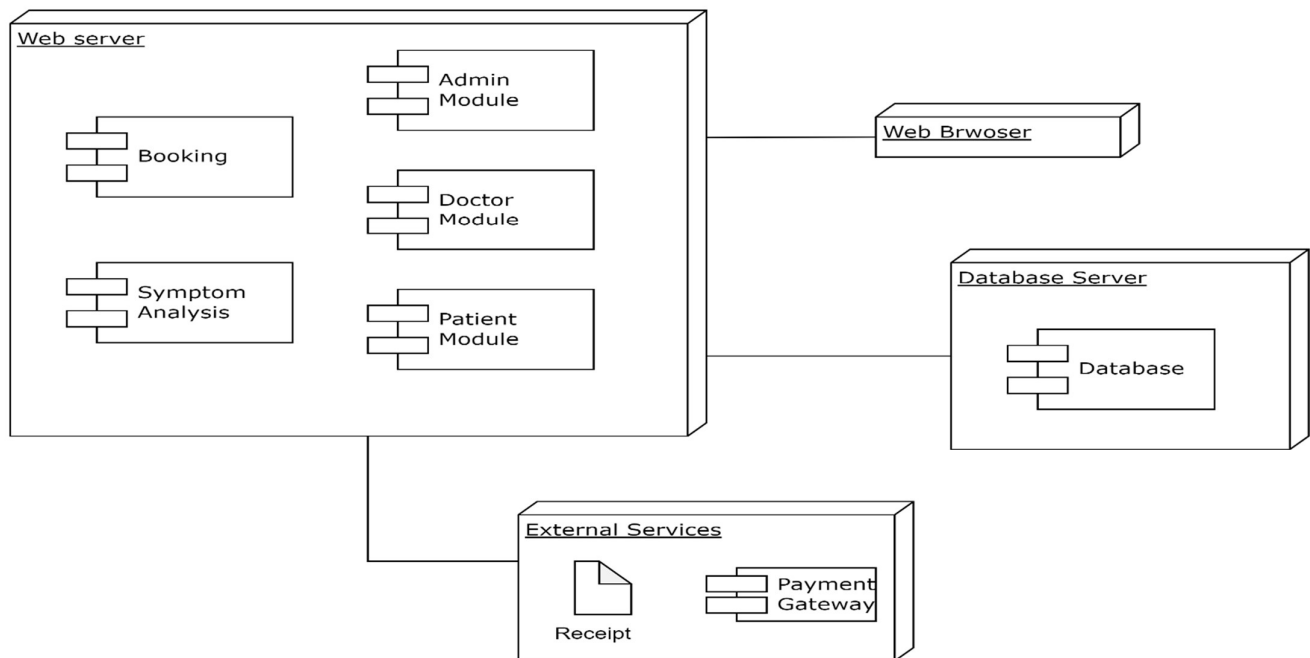 Web server
Admin
Module
Booking
Doctor
Module
Symptom
Analysis
Patient
Module
Web Brwoser
Database Server
Database
External Services
Receipt
Payment
Gateway